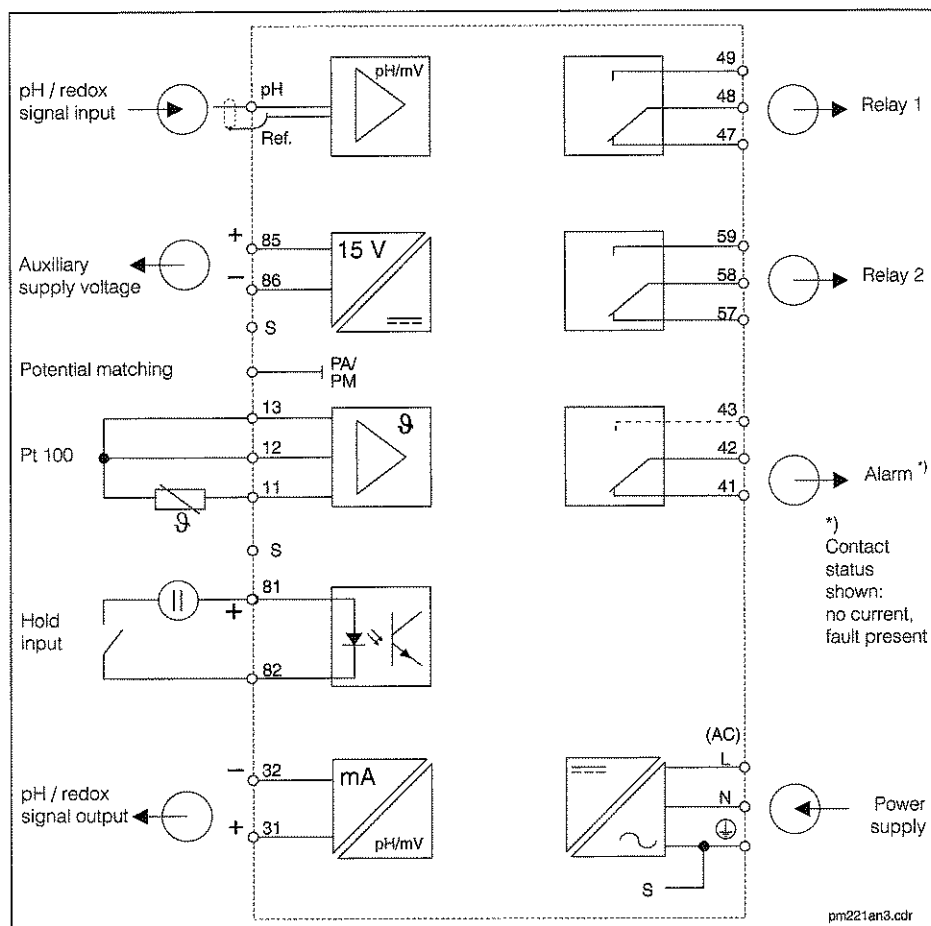 pH / redox
signal input
pH
Ref.
pH/mV
49
48
47
Relay 1
Auxiliary
supply voltage
+
85
–
86
15 V
S
59
58
57
Relay 2
Potential matching
PA/
PM
Pt 100
13
12
11
ϑ
ϑ
S
43
42
41
Alarm *)
*)
Contact
status
shown:
no current,
fault present
Hold
input
81
+
82
pH / redox
signal output
–
32
+
31
mA
pH/mV
(AC)
L
N
S
Power
supply
pm221an3.cdr